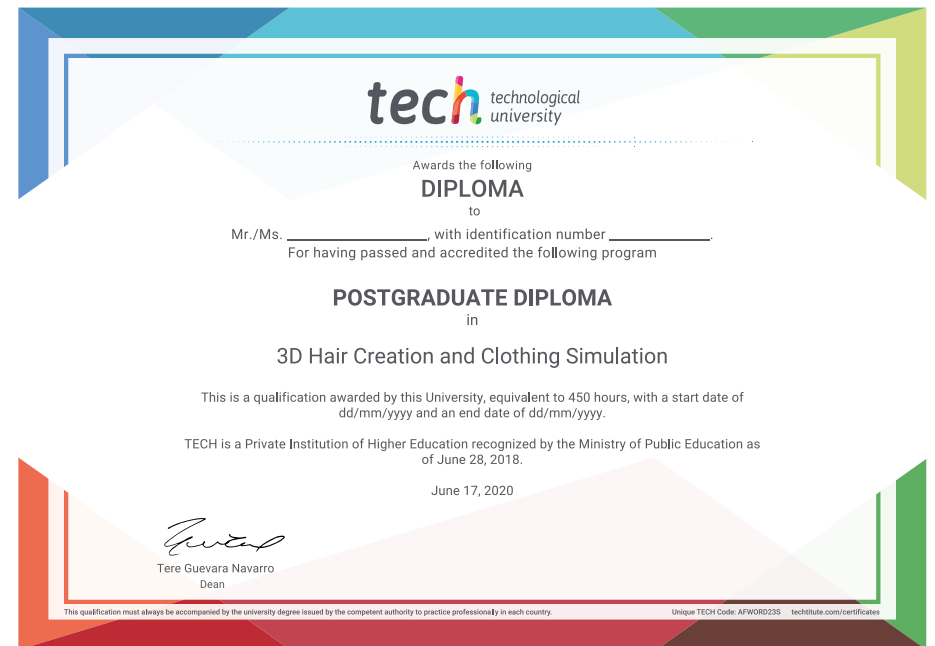 tech technological
university
Awards the following
DIPLOMA
to
Mr./Ms. ____________________, with identification number ______________.
For having passed and accredited the following program
POSTGRADUATE DIPLOMA
in
3D Hair Creation and Clothing Simulation
This is a qualification awarded by this University, equivalent to 450 hours, with a start date of
dd/mm/yyyy and an end date of dd/mm/yyyy.
TECH is a Private Institution of Higher Education recognized by the Ministry of Public Education as
of June 28, 2018.
June 17, 2020
Tere Guevara Navarro
Dean
This qualification must always be accompanied by the university degree issued by the competent authority to practice professionally in each country. Unique TECH Code: AFWORD23S techtitute.com/certificates